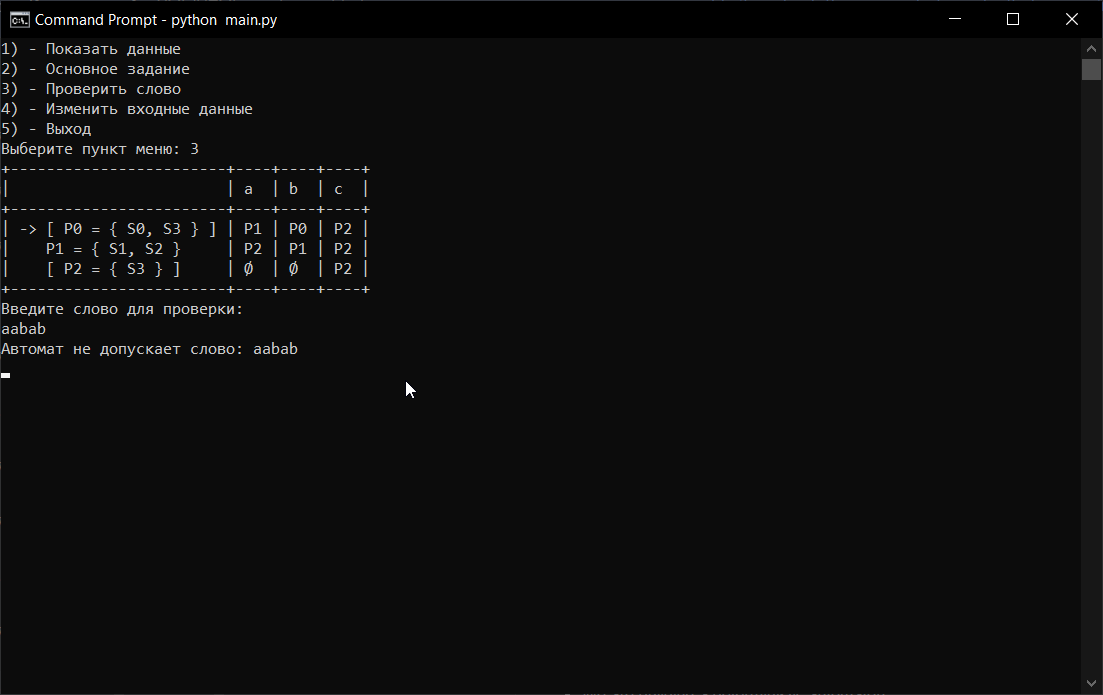 Command Prompt - python  main.py
1) - Показать данные
2) - Основное задание
3) - Проверить слово
4) - Изменить входные данные
5) - Выход
Выберите пункт меню: 3
+------------------------+----+----+----+
|                        | a  | b  | c  |
+------------------------+----+----+----+
| -> [ P0 = { S0, S3 } ] | P1 | P0 | P2 |
|    P1 = { S1, S2 }     | P2 | P1 | P2 |
|    [ P2 = { S3 } ]     | Ø  | Ø  | P2 |
+------------------------+----+----+----+
Введите слово для проверки:
aabab
Автомат не допускает слово: aabab